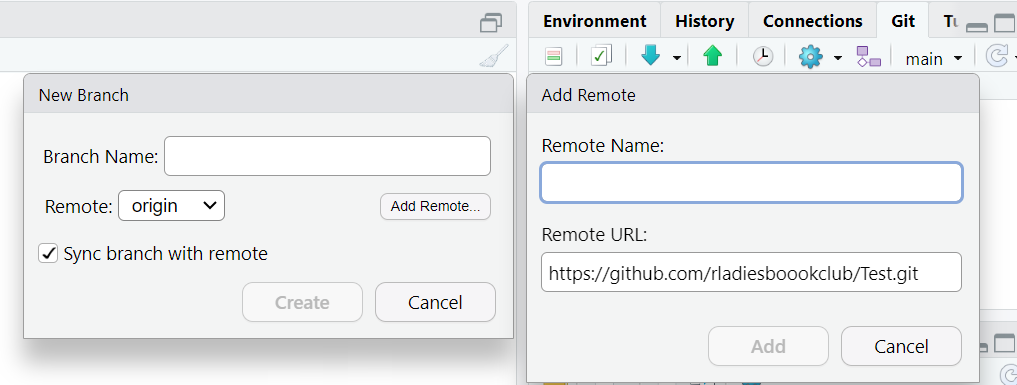 Environment History Connections Git Tu
main
New Branch
Branch Name:
Remote: origin Add Remote...
Sync branch with remote
Create Cancel
Add Remote
Remote Name:
Remote URL:
https://github.com/rladiesboookclub/Test.git
Add Cancel